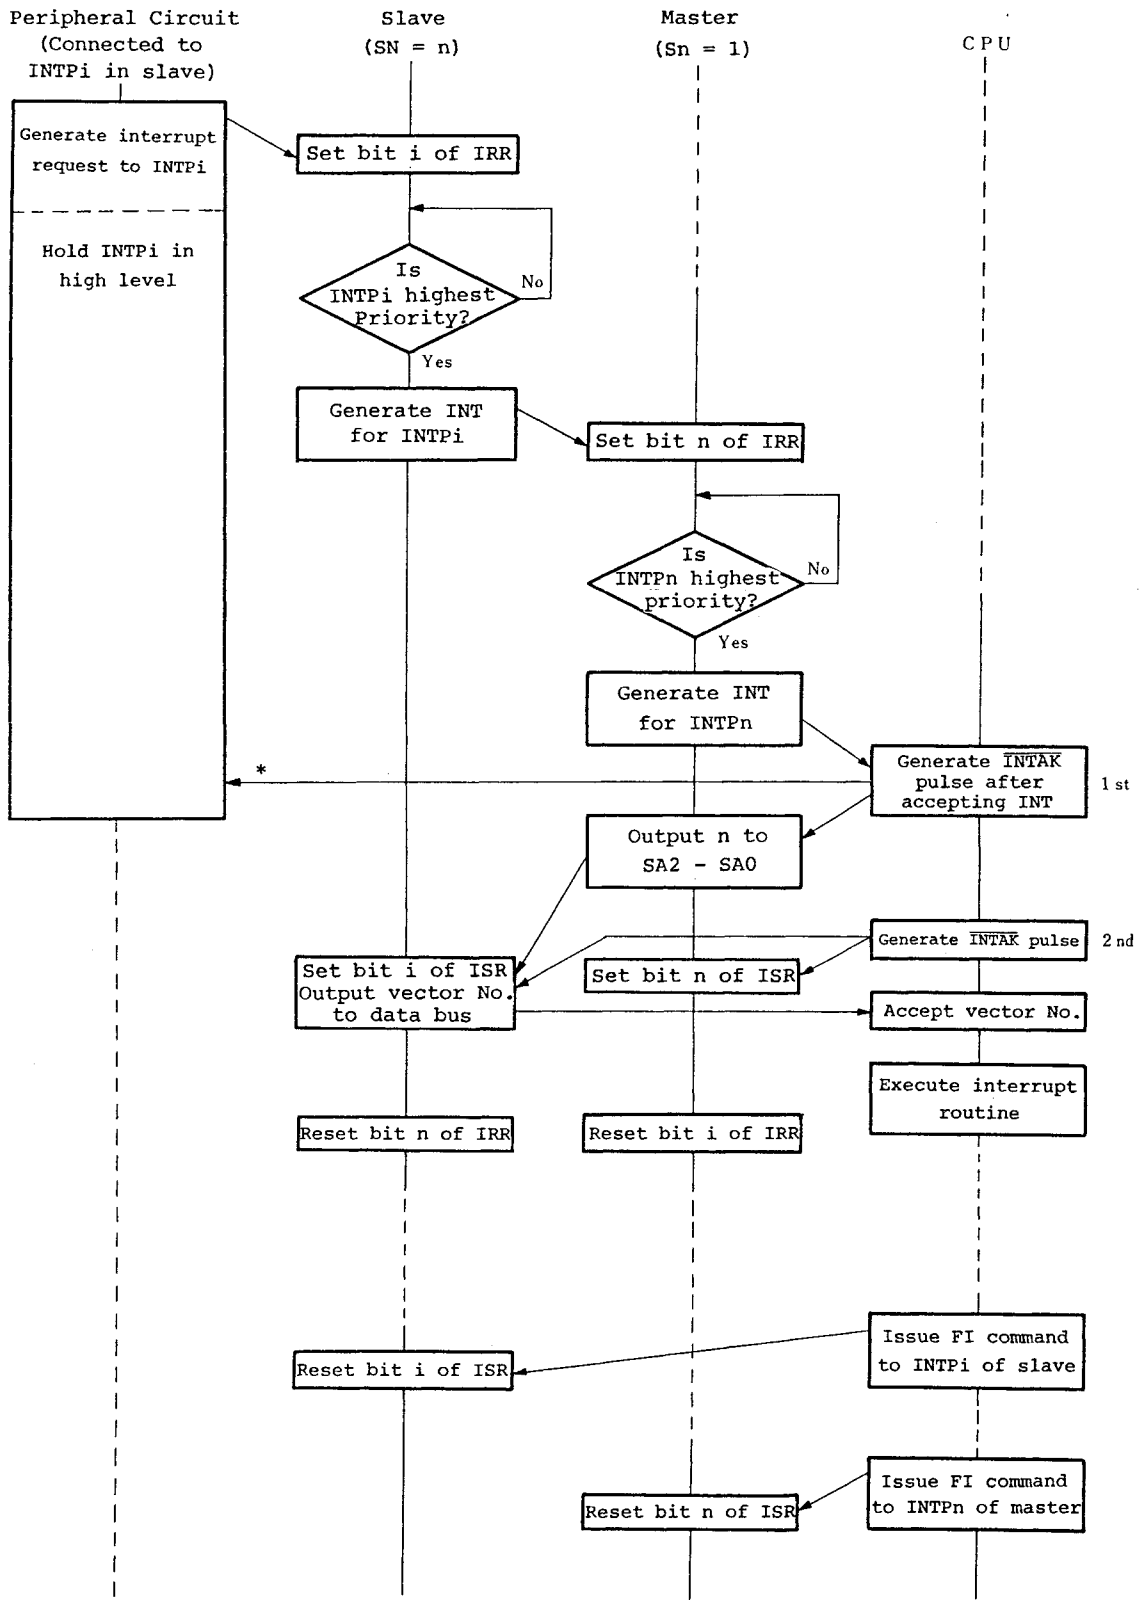 Peripheral Circuit
(Connected to
INTPi in slave)
Slave
(SN = n)
Master
(Sn = 1)
CPU
Generate interrupt
request to INTPi
Hold INTPi in
high level
Set bit i of IRR
Is
INTPi highest
Priority?
No
Yes
Generate INT
for INTPi
Set bit n of IRR
Is
INTPn highest
priority?
No
Yes
Generate INT
for INTPn
Generate INTAK
pulse after
accepting INT
1 st
*
Output n to
SA2 - SA0
Generate INTAK pulse
2 nd
Set bit i of ISR
Output vector No.
to data bus
Set bit n of ISR
Accept vector No.
Execute interrupt
routine
Reset bit n of IRR
Reset bit i of IRR
Issue FI command
to INTPi of slave
Reset bit i of ISR
Issue FI command
to INTPn of master
Reset bit n of ISR